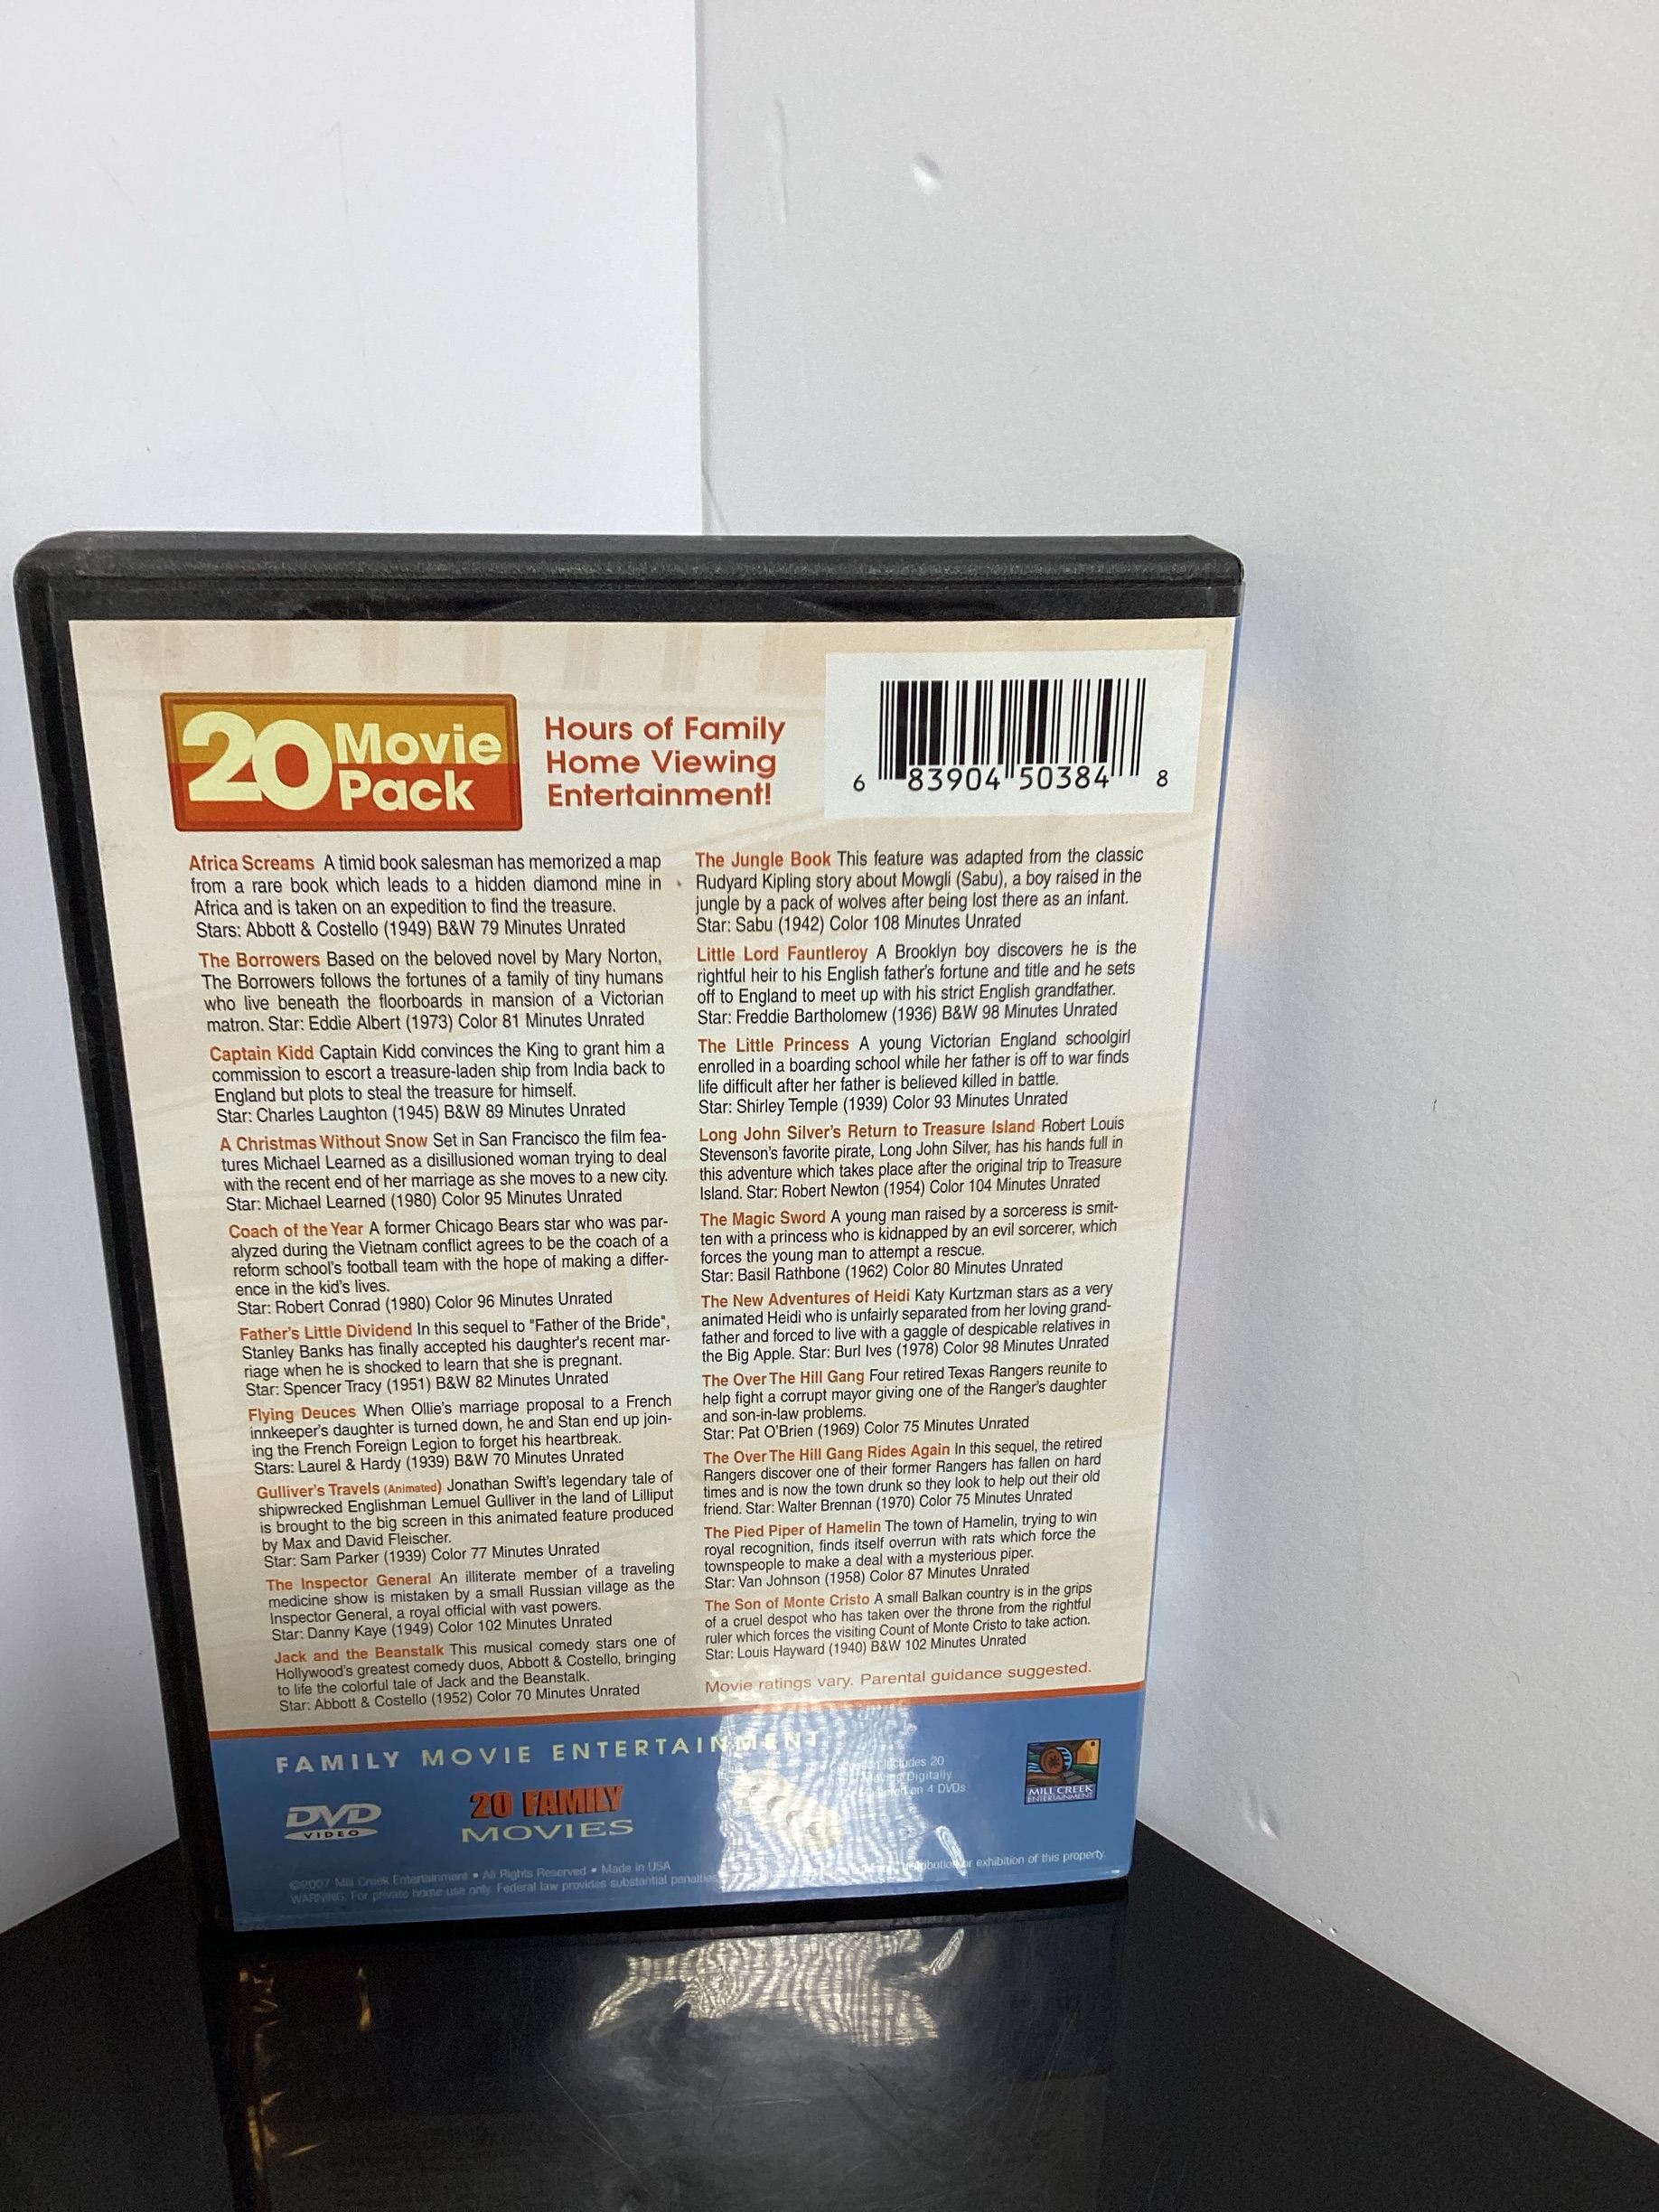 20 Movie
Pack
Hours of Family
Home Viewing
Entertainment!
6 83904 50384 8
Africa Screams A timid book salesman has memorized a map
from a rare book which leads to a hidden diamond mine in
Africa and is taken on an expedition to find the treasure.
Stars: Abbott & Costello (1949) B&W 79 Minutes Unrated
The Borrowers Based on the beloved novel by Mary Norton,
The Borrowers follows the fortunes of a family of tiny humans
who live beneath the floorboards in mansion of a Victorian
matron. Star: Eddie Albert (1973) Color 81 Minutes Unrated
Captain Kidd Captain Kidd convinces the King to grant him a
commission to escort a treasure-laden ship from India back to
England but plots to steal the treasure for himself.
Star: Charles Laughton (1945) B&W 89 Minutes Unrated
A Christmas Without Snow Set in San Francisco the film fea-
tures Michael Learned as a disillusioned woman trying to deal
with the recent end of her marriage as she moves to a new city.
Star: Michael Learned (1980) Color 95 Minutes Unrated
Coach of the Year A former Chicago Bears star who was par-
alyzed during the Vietnam conflict agrees to be the coach of a
reform school's football team with the hope of making a differ-
ence in the kid's lives.
Star: Robert Conrad (1980) Color 96 Minutes Unrated
Father's Little Dividend In this sequel to "Father of the Bride",
Stanley Banks has finally accepted his daughter's recent mar-
riage when he is shocked to learn that she is pregnant.
Star: Spencer Tracy (1951) B&W 82 Minutes Unrated
Flying Deuces When Ollie's marriage proposal to a French
innkeeper's daughter is turned down, he and Stan end up join-
ing the French Foreign Legion to forget his heartbreak.
Stars: Laurel & Hardy (1939) B&W 70 Minutes Unrated
Gulliver's Travels (Animated) Jonathan Swift's legendary tale of
shipwrecked Englishman Lemuel Gulliver in the land of Lilliput
is brought to the big screen in this animated feature produced
by Max and David Fleischer.
Star: Sam Parker (1939) Color 77 Minutes Unrated
The Inspector General An illiterate member of a traveling
medicine show is mistaken by a small Russian village as the
Inspector General, a royal official with vast powers.
Star: Danny Kaye (1949) Color 102 Minutes Unrated
Jack and the Beanstalk This musical comedy stars one of
Hollywood's greatest comedy duos, Abbott & Costello, bringing
to life the colorful tale of Jack and the Beanstalk.
Star: Abbott & Costello (1952) Color 70 Minutes Unrated
The Jungle Book This feature was adapted from the classic
Rudyard Kipling story about Mowgli (Sabu), a boy raised in the
jungle by a pack of wolves after being lost there as an infant.
Star: Sabu (1942) Color 108 Minutes Unrated
Little Lord Fauntleroy A Brooklyn boy discovers he is the
rightful heir to his English father's fortune and title and he sets
off to England to meet up with his strict English grandfather.
Star: Freddie Bartholomew (1936) B&W 98 Minutes Unrated
The Little Princess A young Victorian England schoolgirl
enrolled in a boarding school while her father is off to war finds
life difficult after her father is believed killed in battle.
Star: Shirley Temple (1939) Color 93 Minutes Unrated
Long John Silver's Return to Treasure Island Robert Louis
Stevenson's favorite pirate, Long John Silver, has his hands full in
this adventure which takes place after the original trip to Treasure
Island. Star: Robert Newton (1954) Color 104 Minutes Unrated
The Magic Sword A young man raised by a sorceress is smit-
ten with a princess who is kidnapped by an evil sorcerer, which
forces the young man to attempt a rescue.
Star: Basil Rathbone (1962) Color 80 Minutes Unrated
The New Adventures of Heidi Katy Kurtzman stars as a very
animated Heidi who is unfairly separated from her loving grand-
father and forced to live with a gaggle of despicable relatives in
the Big Apple. Star: Burl Ives (1978) Color 98 Minutes Unrated
The Over The Hill Gang Four retired Texas Rangers reunite to
help fight a corrupt mayor giving one of the Ranger's daughter
and son-in-law problems.
Star: Pat O'Brien (1969) Color 75 Minutes Unrated
The Over The Hill Gang Rides Again In this sequel, the retired
Rangers discover one of their former Rangers has fallen on hard
times and is now the town drunk so they look to help out their old
friend. Star: Walter Brennan (1970) Color 75 Minutes Unrated
The Pied Piper of Hamelin The town of Hamelin, trying to win
royal recognition, finds itself overrun with rats which force the
townspeople to make a deal with a mysterious piper.
Star: Van Johnson (1958) Color 87 Minutes Unrated
The Son of Monte Cristo A small Balkan country is in the grips
of a cruel despot who has taken over the throne from the rightful
ruler which forces the visiting Count of Monte Cristo to take action.
Star: Louis Hayward (1940) B&W 102 Minutes Unrated
Movie ratings vary. Parental guidance suggested.
FAMILY MOVIE ENTERTAINMENT
DVD
VIDEO
20 FAMILY
MOVIES
Includes 20
Digitally
on 4 DVDs
MILL CREEK
ENTERTAINMENT
©2007 Mill Creek Entertainment • All Rights Reserved • Made in USA
WARNING: For private home use only. Federal law provides substantial penalties or exhibition of this property.